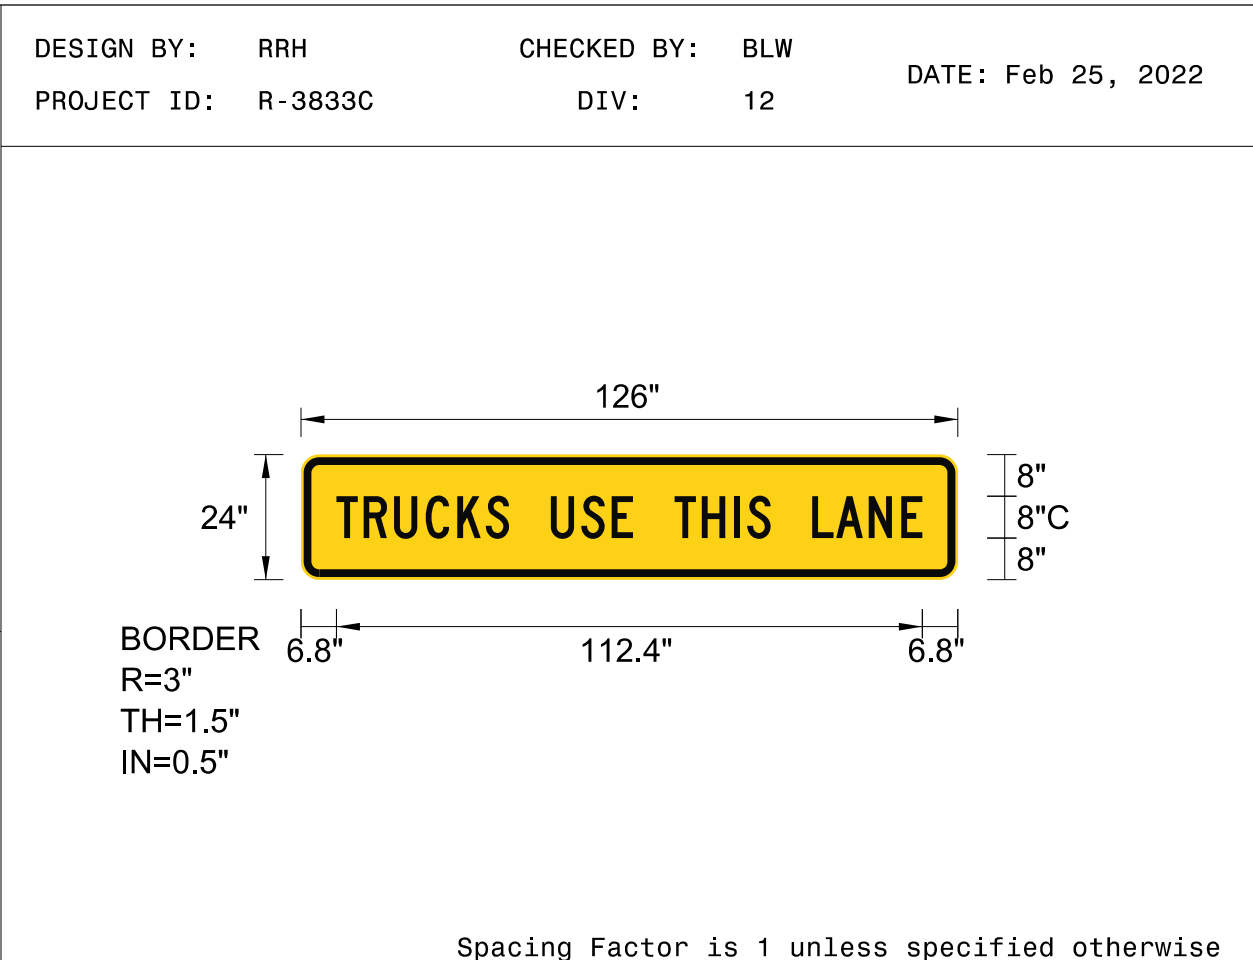 DESIGN BY: RRH CHECKED BY: BLW
DATE: Feb 25, 2022
PROJECT ID: R-3833C DIV: 12
126"
24"
TRUCKS USE THIS LANE
8"
8"C
8"
6.8" 112.4" 6.8"
BORDER
R=3"
TH=1.5"
IN=0.5"
Spacing Factor is 1 unless specified otherwise